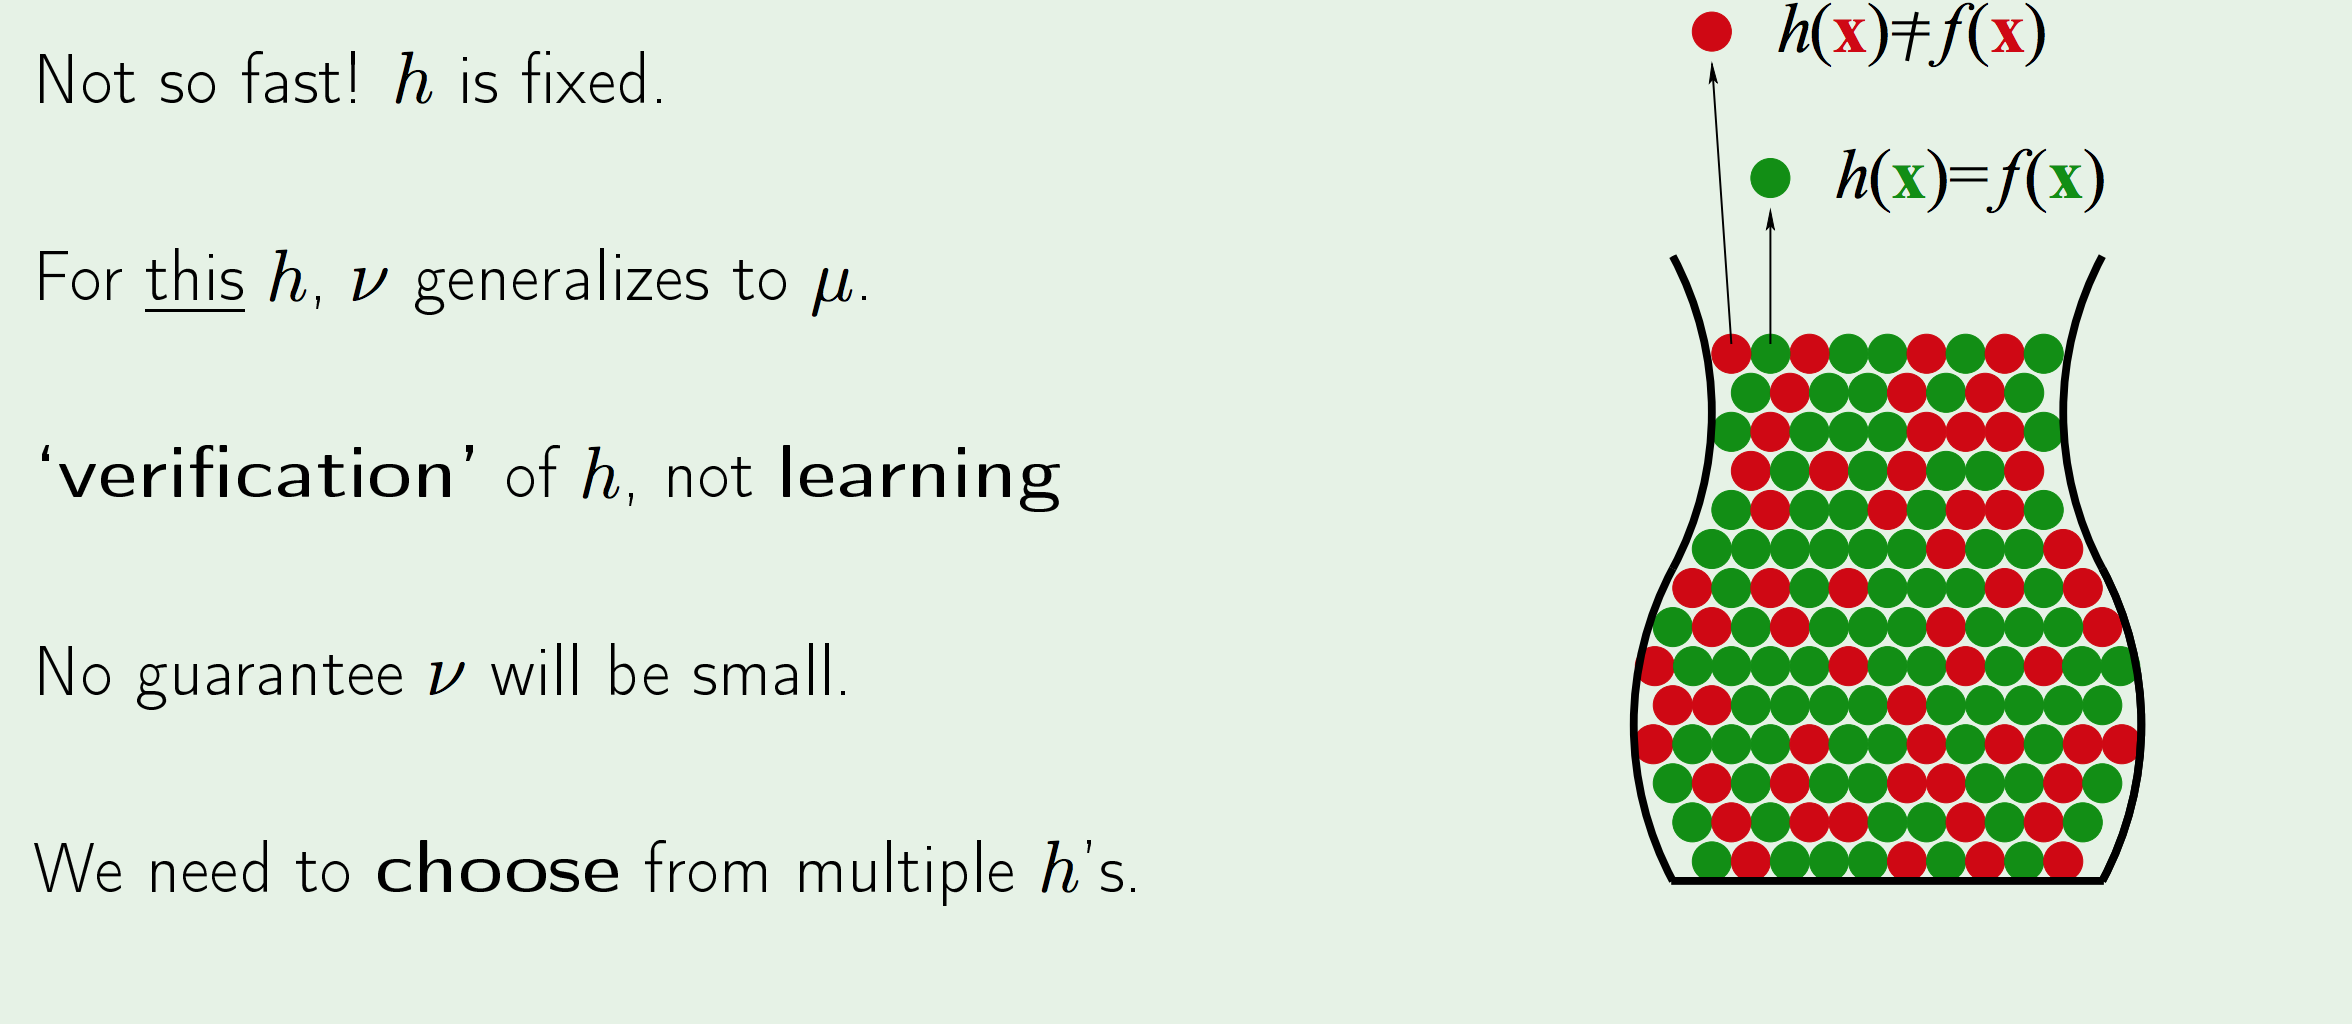 Not so fast! h is fixed.
For this h, ν generalizes to μ.
‘verification’ of h, not learning
No guarantee ν will be small.
We need to choose from multiple h’s.
h(x)≠f(x)
h(x)=f(x)